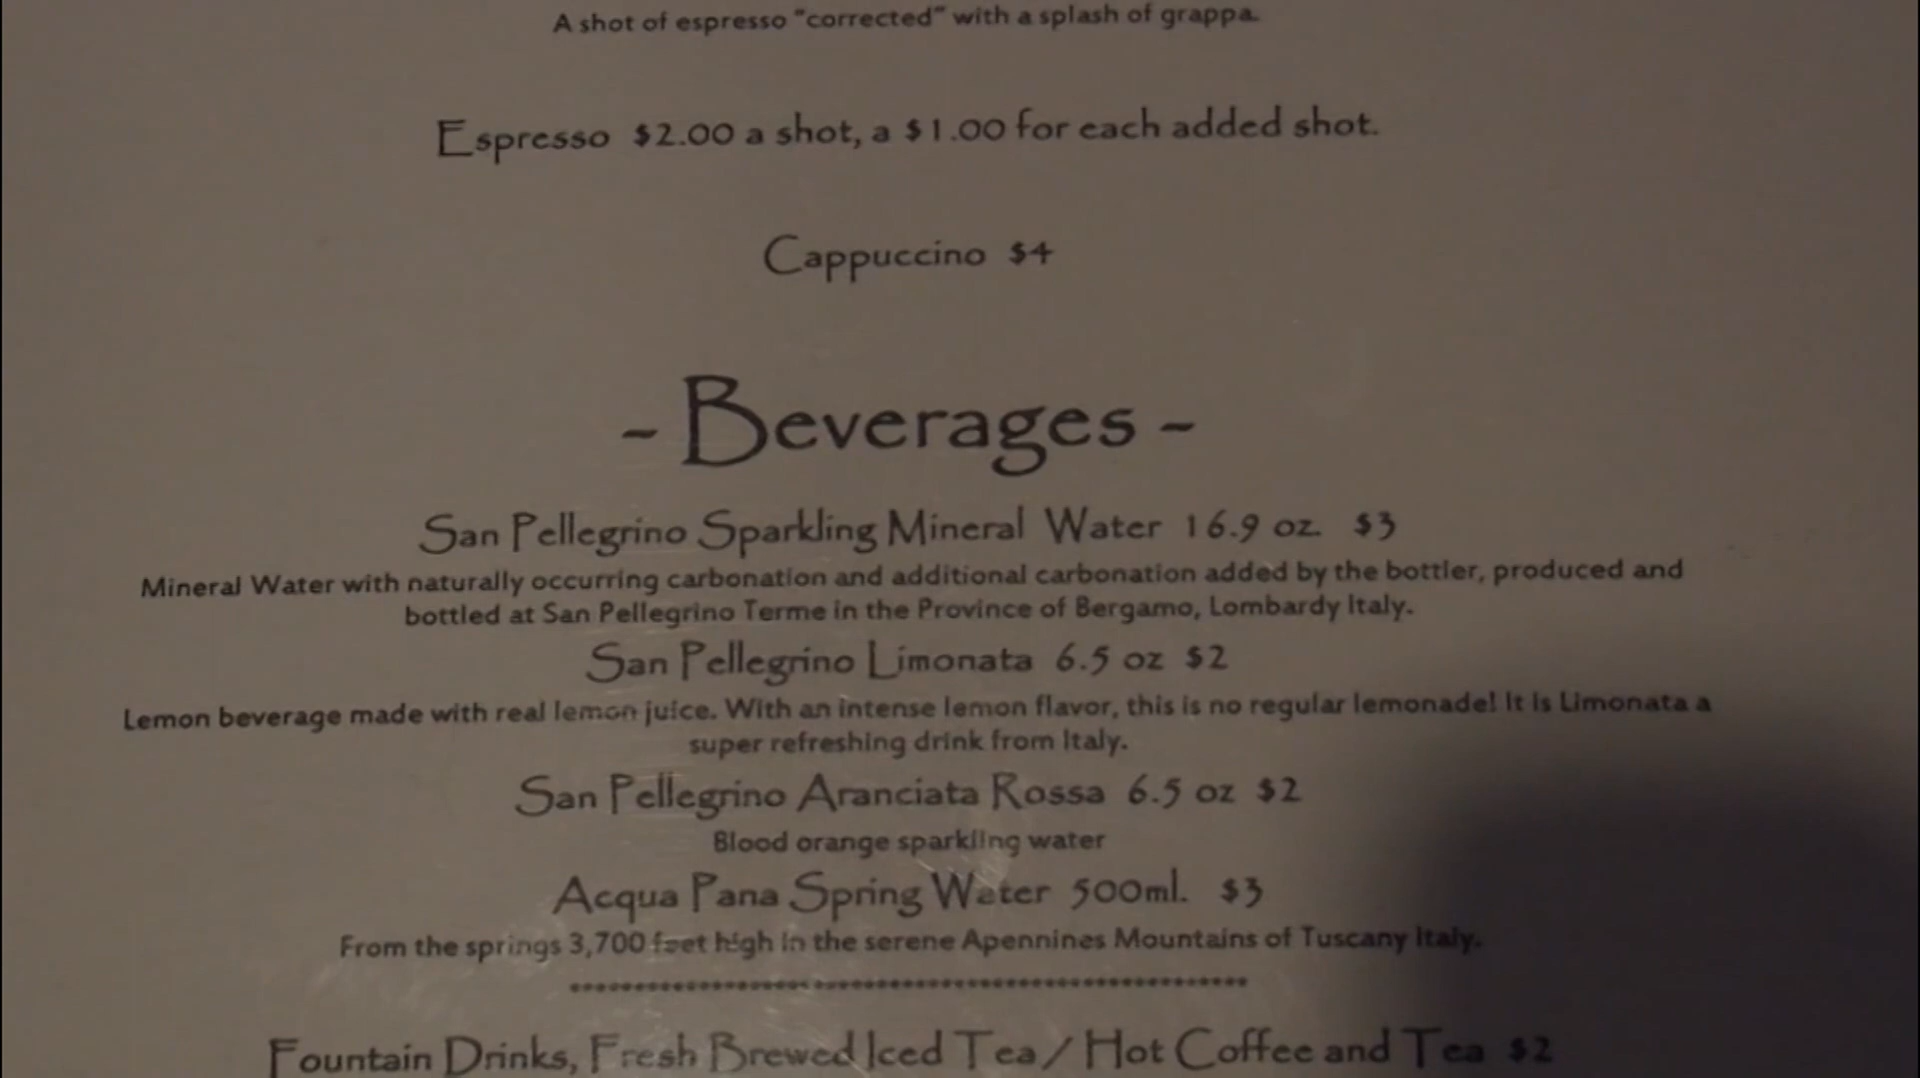 A shot of espresso "corrected" with a splash of grappa.
Espresso $2.00 a shot, a $1.00 for each added shot.
Cappuccino $4
~ Beverages ~
San Pellegrino Sparkling Mineral Water 16.9 oz. $3
Mineral Water with naturally occurring carbonation and additional carbonation added by the bottler, produced and
bottled at San Pellegrino Terme in the Province of Bergamo, Lombardy Italy.
San Pellegrino Limonata 6.5 oz $2
Lemon beverage made with real lemon juice. With an intense lemon flavor, this is no regular lemonade! It is Limonata a
super refreshing drink from Italy.
San Pellegrino Aranciata Rossa 6.5 oz $2
Blood orange sparkling water
Acqua Pana Spring Water 500ml. $3
From the springs 3,700 feet high in the serene Apennines Mountains of Tuscany Italy.
Fountain Drinks, Fresh Brewed Iced Tea / Hot Coffee and Tea $2